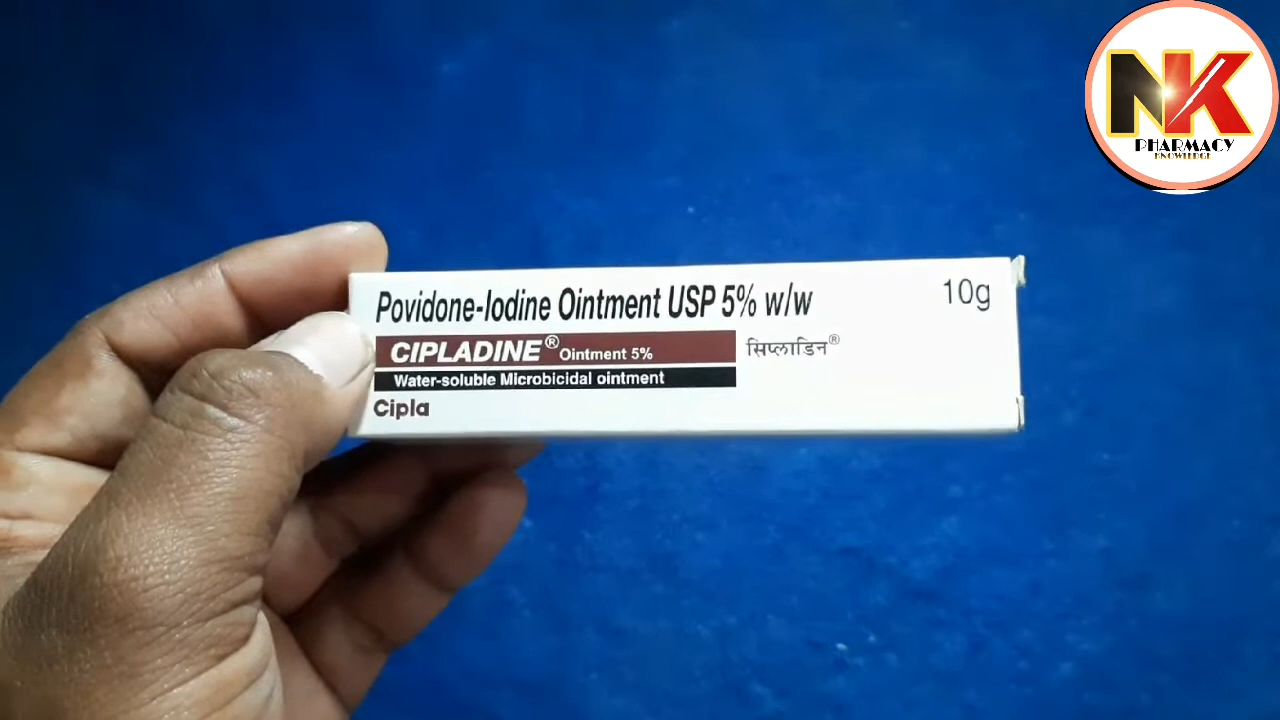 NK
PHARMACY
KNOWLEDGE
Povidone-Iodine Ointment USP 5% w/w
10g
CIPLADINE® Ointment 5%
सिप्लाडिन®
Water-soluble Microbicidal ointment
Cipla